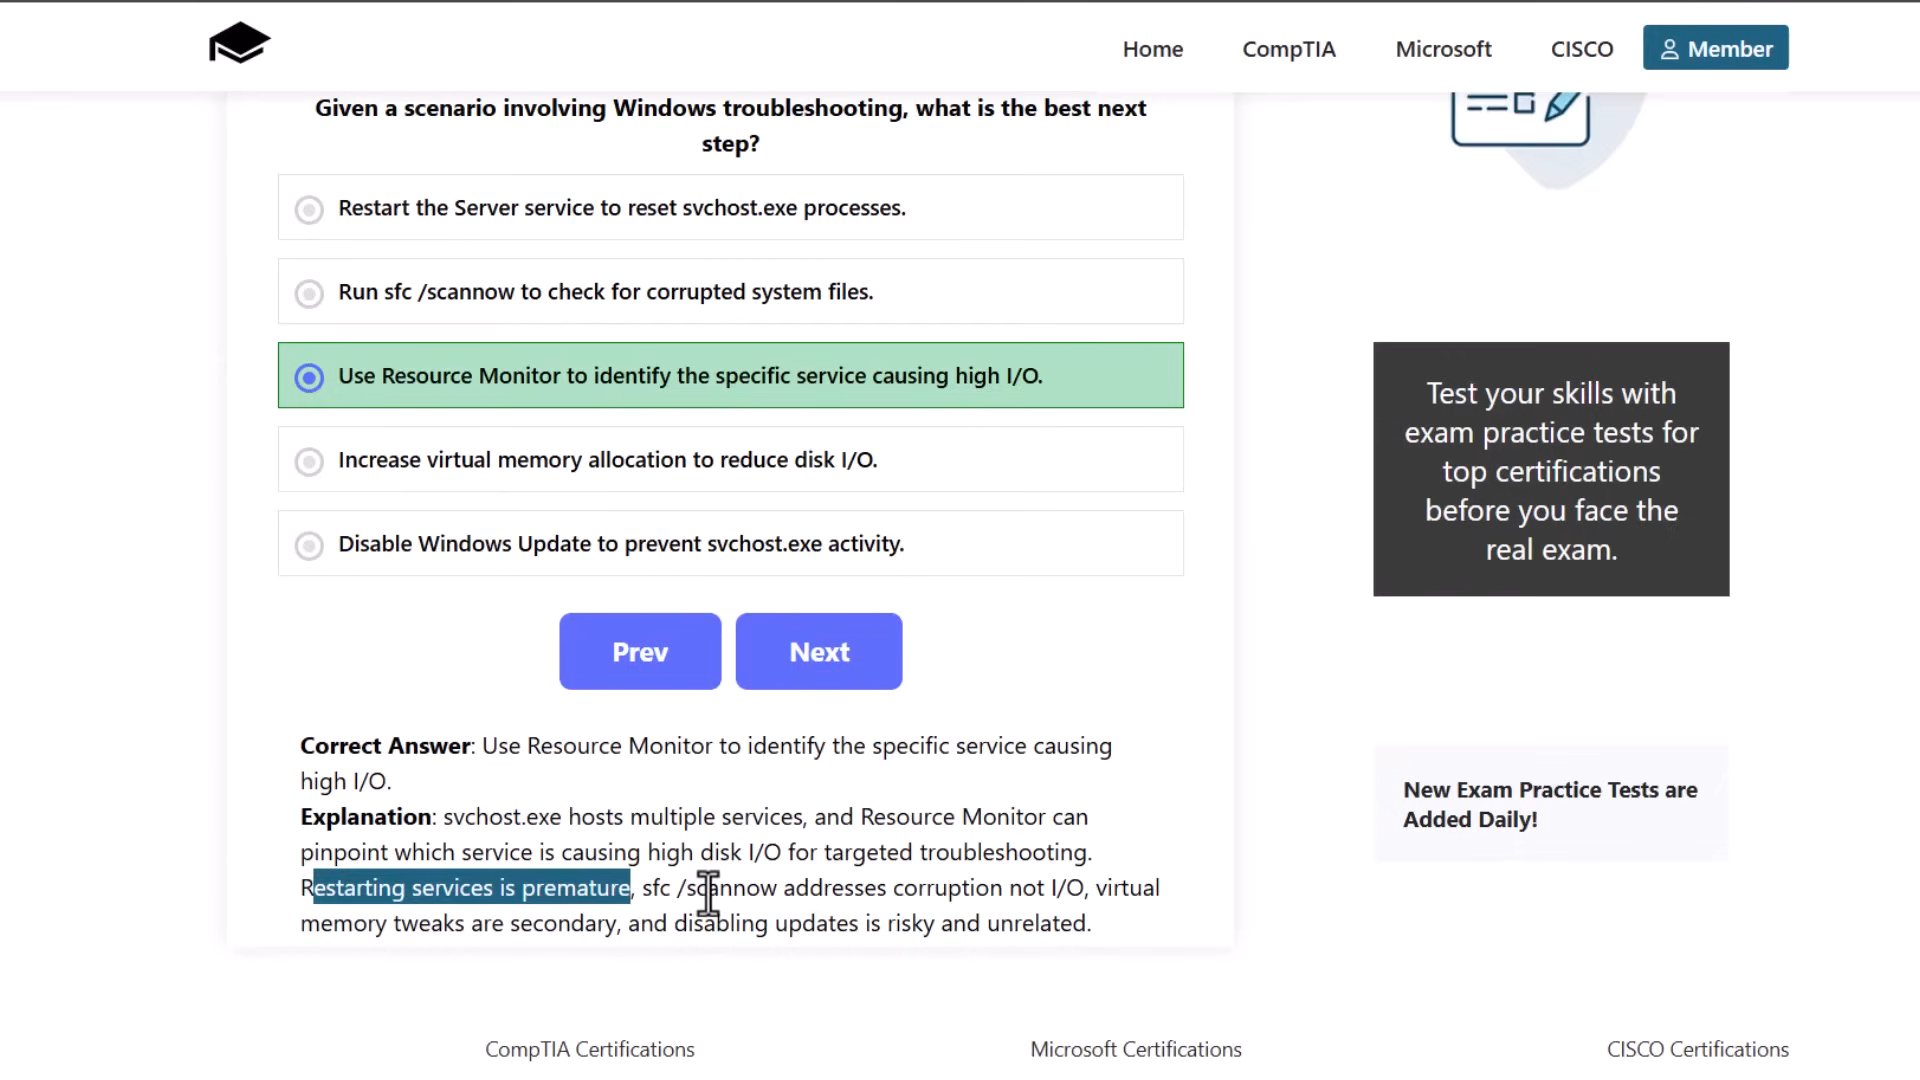 Home CompTIA Microsoft CISCO Member
Given a scenario involving Windows troubleshooting, what is the best next
step?
Restart the Server service to reset svchost.exe processes.
Run sfc /scannow to check for corrupted system files.
Use Resource Monitor to identify the specific service causing high I/O.
Increase virtual memory allocation to reduce disk I/O.
Disable Windows Update to prevent svchost.exe activity.
Prev Next
Correct Answer: Use Resource Monitor to identify the specific service causing
high I/O.
Explanation: svchost.exe hosts multiple services, and Resource Monitor can
pinpoint which service is causing high disk I/O for targeted troubleshooting.
Restarting services is premature, sfc /scannow addresses corruption not I/O, virtual
memory tweaks are secondary, and disabling updates is risky and unrelated.
Test your skills with
exam practice tests for
top certifications
before you face the
real exam.
New Exam Practice Tests are
Added Daily!
CompTIA Certifications Microsoft Certifications CISCO Certifications